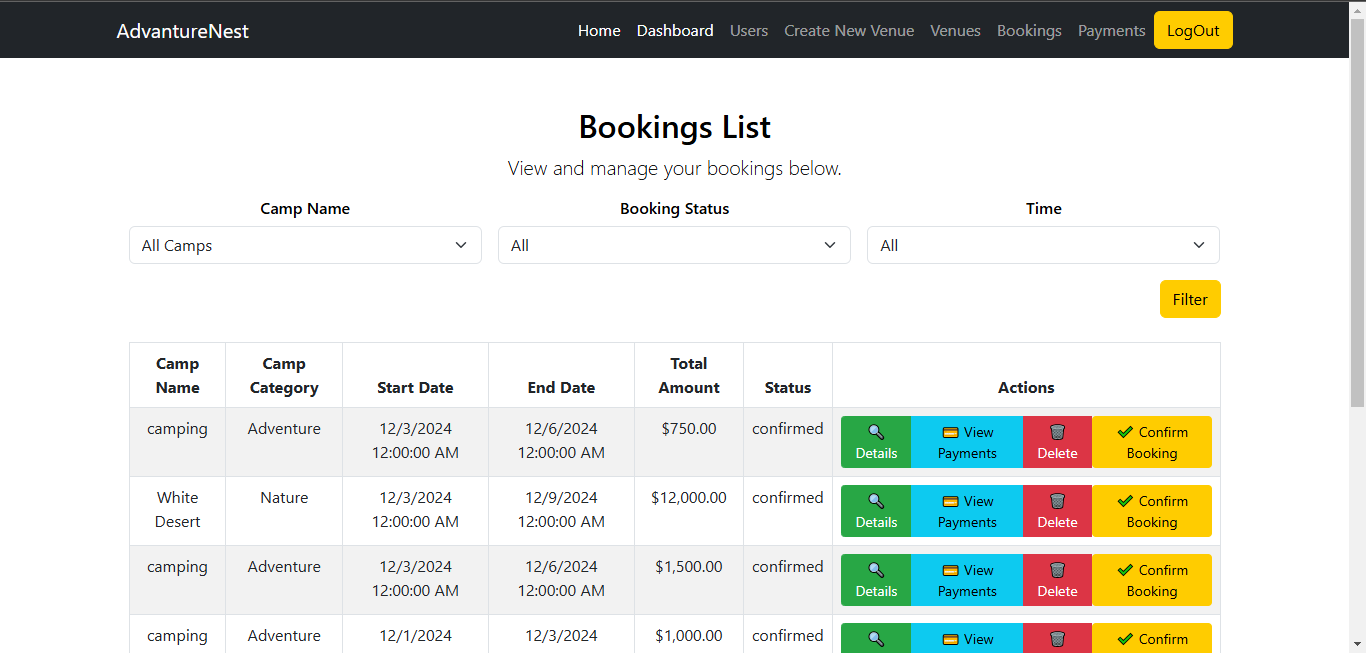 AdvantureNest
Home Dashboard Users Create New Venue Venues Bookings Payments LogOut
Bookings List
View and manage your bookings below.
Camp Name Booking Status Time
All Camps All All
Filter
Camp Camp Total
Name Category Start Date End Date Amount Status Actions
camping Adventure 12/3/2024 12/6/2024 $750.00 confirmed View Confirm
12:00:00 AM 12:00:00 AM Details Payments Delete Booking
White Nature 12/3/2024 12/9/2024 $12,000.00 confirmed View Confirm
Desert 12:00:00 AM 12:00:00 AM Details Payments Delete Booking
camping Adventure 12/3/2024 12/6/2024 $1,500.00 confirmed View Confirm
12:00:00 AM 12:00:00 AM Details Payments Delete Booking
camping Adventure 12/1/2024 12/3/2024 $1,000.00 confirmed View Confirm